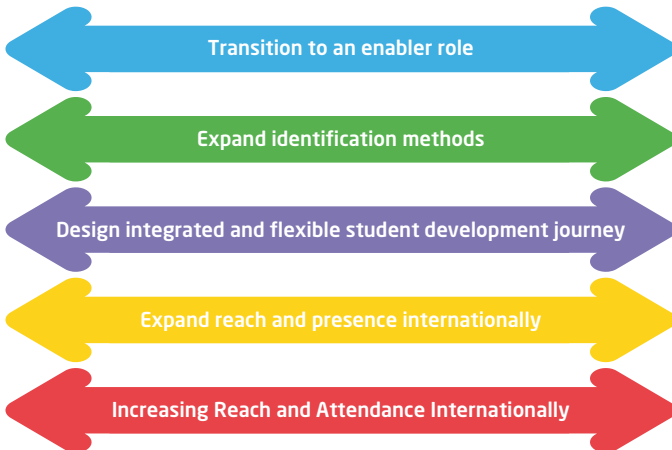 Transition to an enabler role
Expand identification methods
Design integrated and flexible student development journey
Expand reach and presence internationally
Increasing Reach and Attendance Internationally